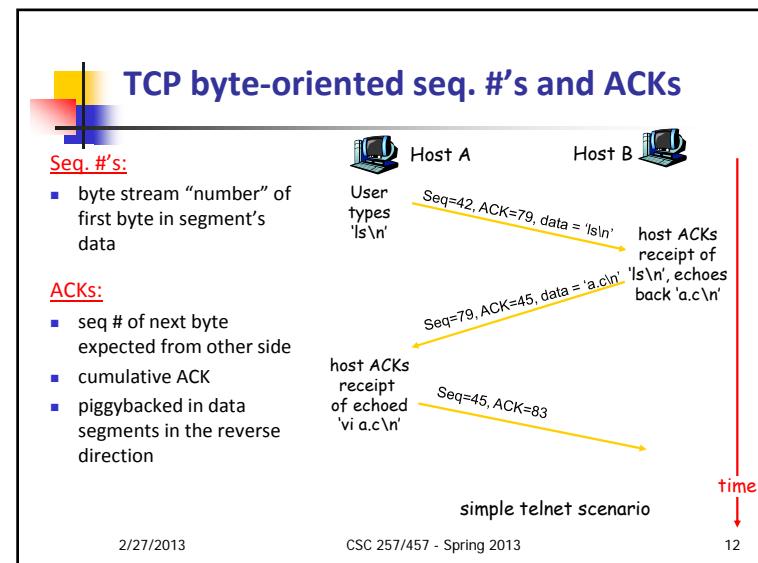 TCP byte-oriented seq. #'s and ACKs
Seq. #'s:
■ byte stream “number” of
first byte in segment's
data
ACKs:
■ seq # of next byte
expected from other side
■ cumulative ACK
■ piggybacked in data
segments in the reverse
direction
Host A
Host B
User
types
'ls\n'
Seq=42, ACK=79, data = 'ls\n'
host ACKs
receipt of
'ls\n', echoes
back 'a.c\n'
Seq=79, ACK=45, data = 'a.c\n'
host ACKs
receipt
of echoed
'vi a.c\n'
Seq=45, ACK=83
time
simple telnet scenario
2/27/2013
CSC 257/457 - Spring 2013
12